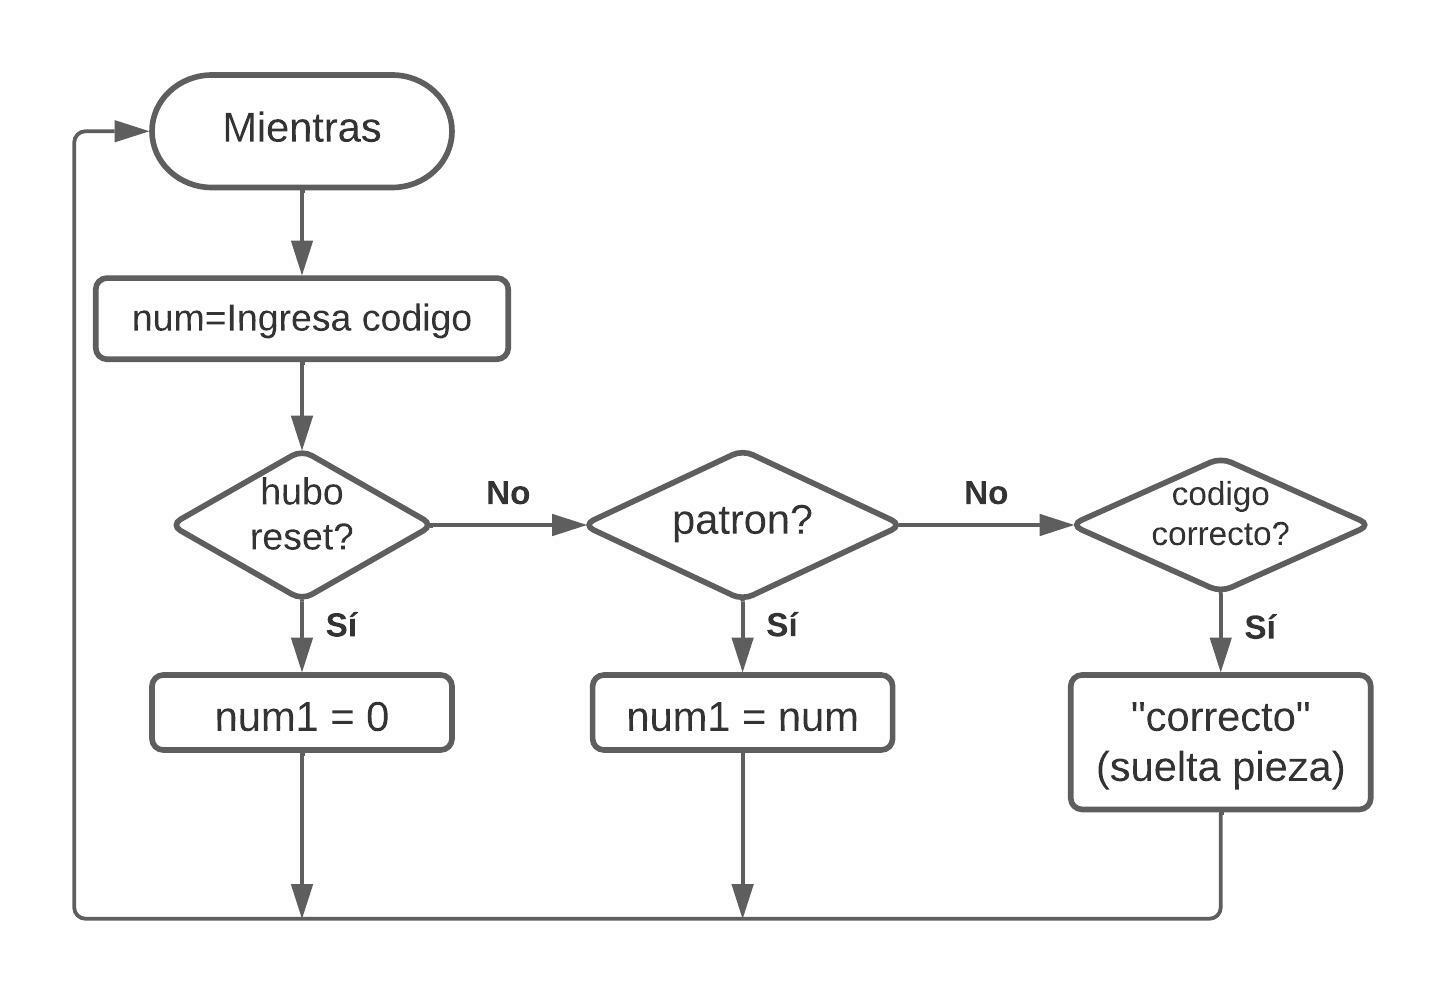 Mientras
num=Ingresa codigo
hubo
reset?
No
patron?
No
codigo
correcto?
Sí
Sí
Sí
num1 = 0
num1 = num
"correcto"
(suelta pieza)